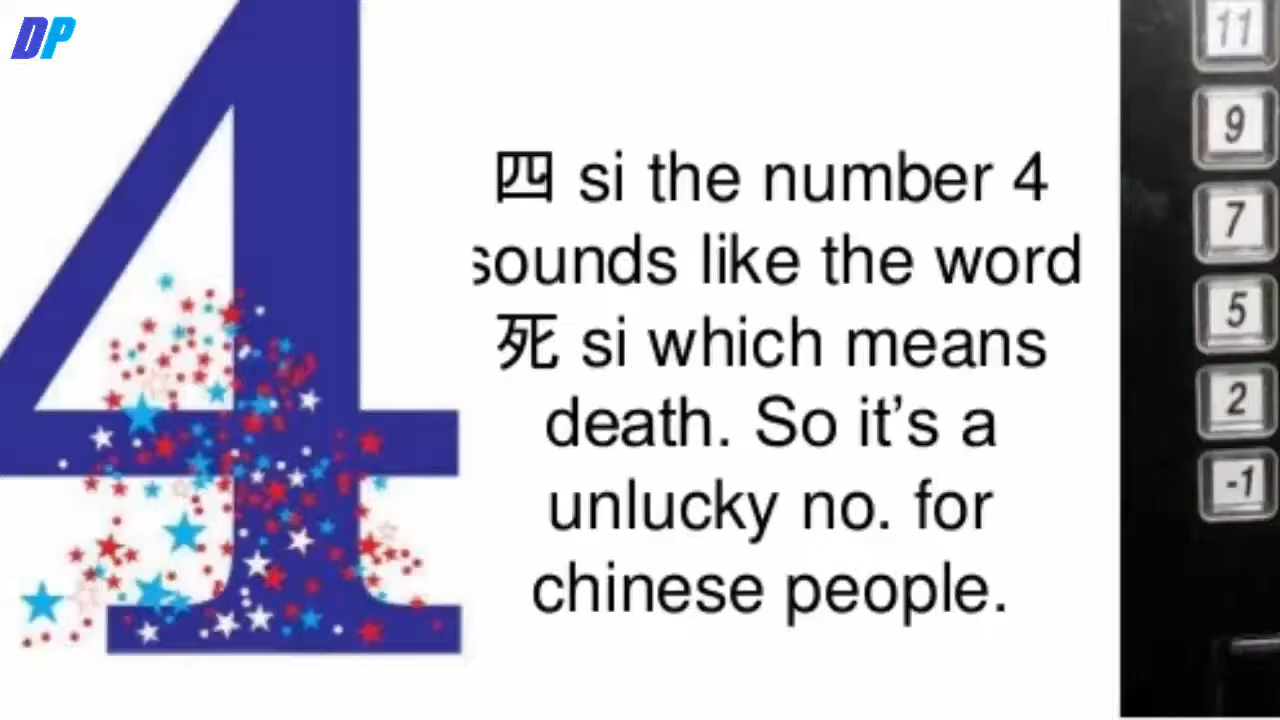 DP
4
四 si the number 4
sounds like the word
死 si which means
death. So it’s a
unlucky no. for
chinese people.
11
9
7
5
2
-1